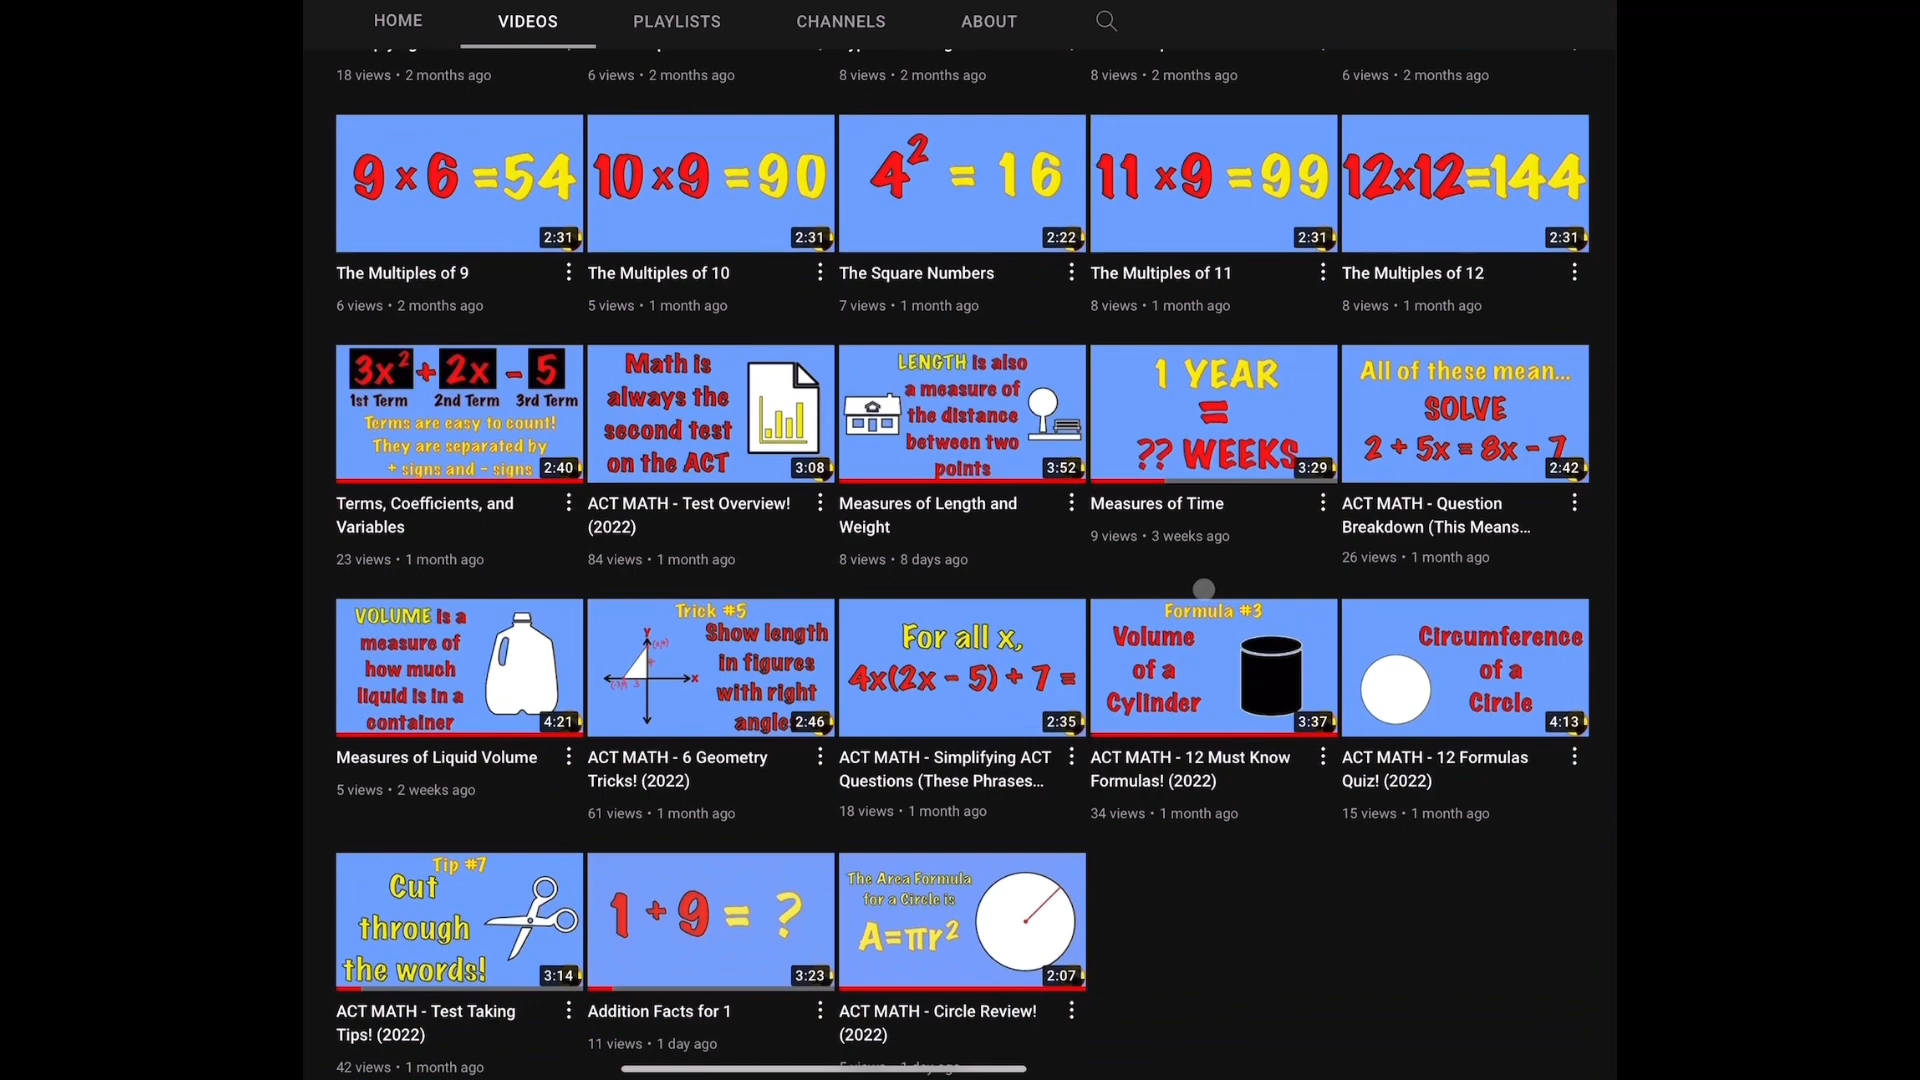 HOME VIDEOS PLAYLISTS CHANNELS ABOUT
18 views • 2 months ago
6 views • 2 months ago
8 views • 2 months ago
8 views • 2 months ago
6 views • 2 months ago
9 x 6 = 54
2:31
10 x 9 = 90
2:31
4² = 16
2:22
11 x 9 = 99
2:31
12x12=144
2:31
The Multiples of 9
6 views • 2 months ago
The Multiples of 10
5 views • 1 month ago
The Square Numbers
7 views • 1 month ago
The Multiples of 11
8 views • 1 month ago
The Multiples of 12
8 views • 1 month ago
3x² + 2x - 5
1st Term 2nd Term 3rd Term
Terms are easy to count!
They are separated by
+ signs and - signs
2:40
Math is
always the
second test
on the ACT
3:08
LENGTH is also
a measure of
the distance
between two
points
3:52
1 YEAR
=
?? WEEKS
3:29
All of these mean...
SOLVE
2 + 5x = 8x - 7
2:42
Terms, Coefficients, and
Variables
23 views • 1 month ago
ACT MATH - Test Overview!
(2022)
84 views • 1 month ago
Measures of Length and
Weight
8 views • 8 days ago
Measures of Time
9 views • 3 weeks ago
ACT MATH - Question
Breakdown (This Means...
26 views • 1 month ago
VOLUME is a
measure of
how much
liquid is in a
container
4:21
Trick #5
Show length
in figures
with right
angles
Y
X
3
2:46
For all x,
4x(2x - 5) + 7 =
2:35
Formula #3
Volume
of a
Cylinder
3:37
Circumference
of a
Circle
4:13
Measures of Liquid Volume
5 views • 2 weeks ago
ACT MATH - 6 Geometry
Tricks! (2022)
61 views • 1 month ago
ACT MATH - Simplifying ACT
Questions (These Phrases...
18 views • 1 month ago
ACT MATH - 12 Must Know
Formulas! (2022)
34 views • 1 month ago
ACT MATH - 12 Formulas
Quiz! (2022)
15 views • 1 month ago
Tip #7
Cut
through
the words!
3:14
1 + 9 = ?
3:23
The Area Formula
for a Circle is
A=πr²
2:07
ACT MATH - Test Taking
Tips! (2022)
42 views • 1 month ago
Addition Facts for 1
11 views • 1 day ago
ACT MATH - Circle Review!
(2022)
5 views • 1 day ago